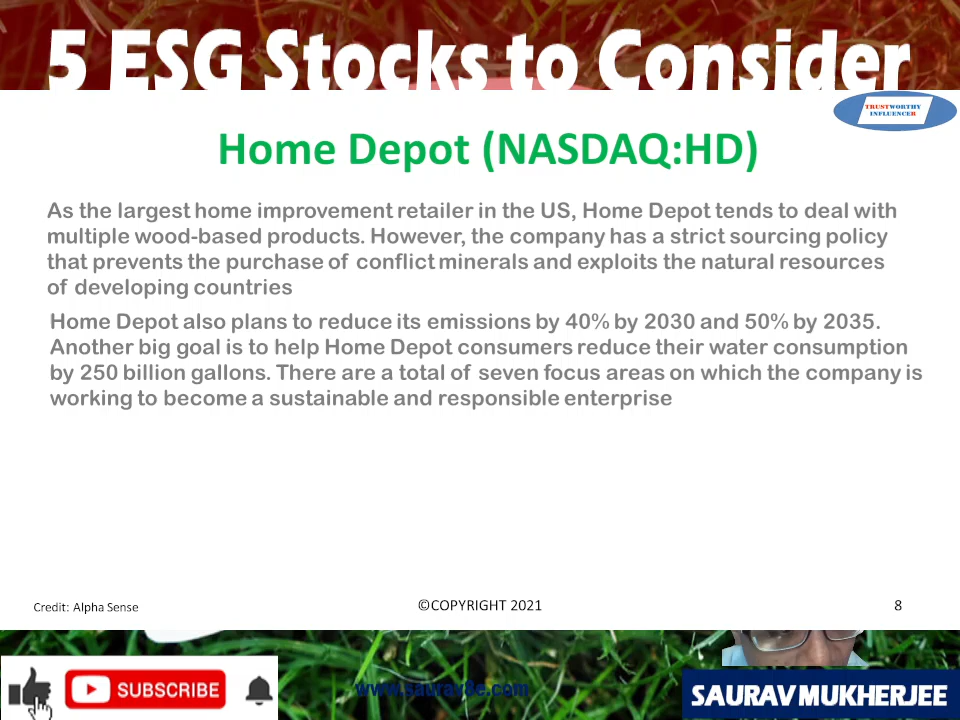 5 ESG Stocks to Consider
TRUSTWORTHY
INFLUENCER
Home Depot (NASDAQ:HD)
As the largest home improvement retailer in the US, Home Depot tends to deal with
multiple wood-based products. However, the company has a strict sourcing policy
that prevents the purchase of conflict minerals and exploits the natural resources
of developing countries
Home Depot also plans to reduce its emissions by 40% by 2030 and 50% by 2035.
Another big goal is to help Home Depot consumers reduce their water consumption
by 250 billion gallons. There are a total of seven focus areas on which the company is
working to become a sustainable and responsible enterprise
Credit: Alpha Sense
©COPYRIGHT 2021
8
SUBSCRIBE
SAURAV MUKHERJEE